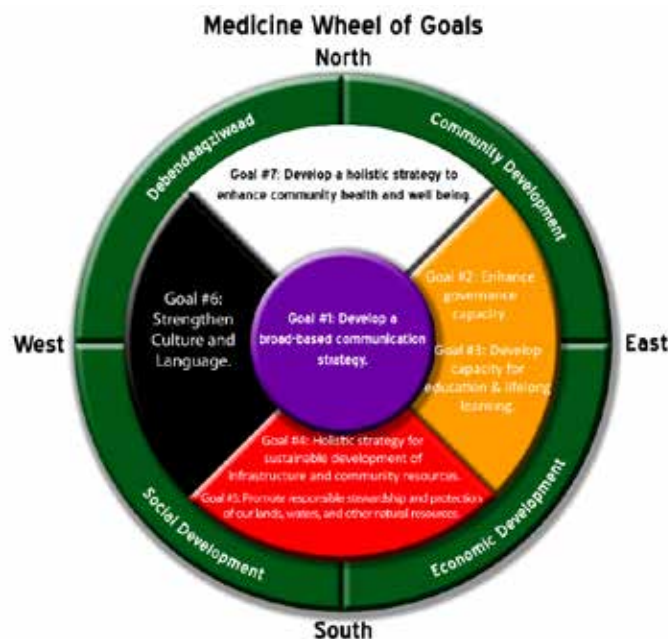 Medicine Wheel of Goals
North
Debendaagziwaad
Community Development
Goal #7: Develop a holistic strategy to
enhance community health and well being.
Goal #6:
Strengthen
Culture and
Language.
Goal #1: Develop a
broad-based communication
strategy.
Goal #2: Enhance
governance
capacity
Goal #3: Develop
capacity for
education & lifelong
learning.
West
East
Goal #4: Holistic strategy for
sustainable development of
infrastructure and community resources.
Goal #5: Promote responsible stewardship and protection
of our lands, waters, and other natural resources.
Social Development
Economic Development
South